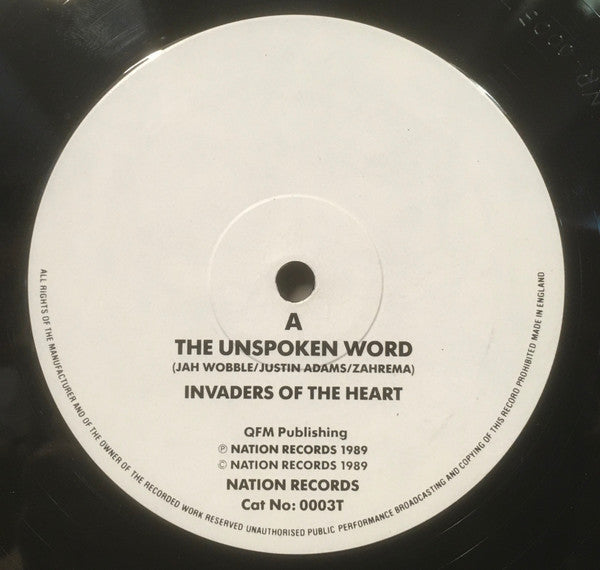 A
THE UNSPOKEN WORD
(JAH WOBBLE/JUSTIN ADAMS/ZAHREMA)
INVADERS OF THE HEART
QFM Publishing
℗ NATION RECORDS 1989
© NATION RECORDS 1989
NATION RECORDS
Cat No: 0003T
ALL RIGHTS OF THE MANUFACTURER AND OF THE OWNER OF THE RECORDED WORK RESERVED UNAUTHORISED PUBLIC PERFORMANCE BROADCASTING AND COPYING OF THIS RECORD PROHIBITED MADE IN ENGLAND